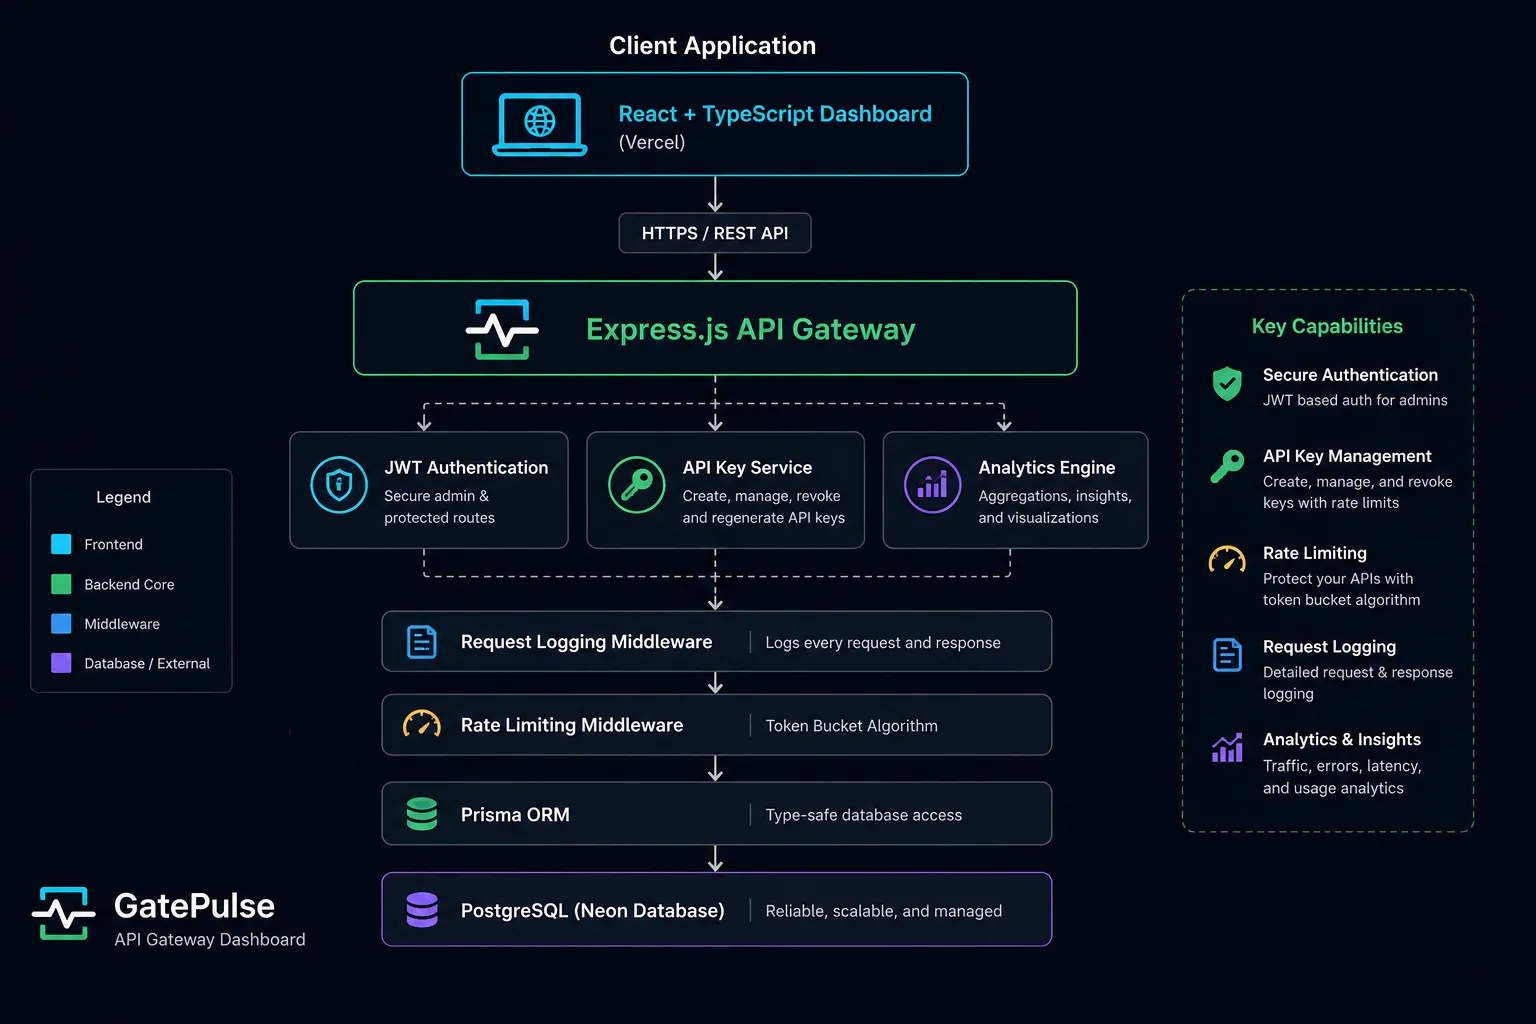 Client Application
React + TypeScript Dashboard
(Vercel)
HTTPS / REST API
Express.js API Gateway
JWT Authentication
Secure admin &
protected routes
API Key Service
Create, manage, revoke
and regenerate API keys
Analytics Engine
Aggregations, insights,
and visualizations
Request Logging Middleware
Logs every request and response
Rate Limiting Middleware
Token Bucket Algorithm
Prisma ORM
Type-safe database access
PostgreSQL (Neon Database)
Reliable, scalable, and managed
Legend
Frontend
Backend Core
Middleware
Database / External
GatePulse
API Gateway Dashboard
Key Capabilities
Secure Authentication
JWT based auth for admins
API Key Management
Create, manage, and revoke
keys with rate limits
Rate Limiting
Protect your APIs with
token bucket algorithm
Request Logging
Detailed request & response
logging
Analytics & Insights
Traffic, errors, latency,
and usage analytics